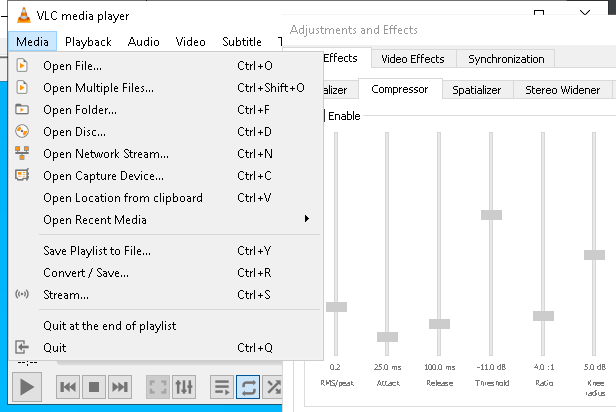 VLC media player
Adjustments and Effects
Media Playback Audio Video Subtitle T
Effects Video Effects Synchronization
alizer Compressor Spatializer Stereo Widener
Enable
Open File... Ctrl+O
Open Multiple Files... Ctrl+Shift+O
Open Folder... Ctrl+F
Open Disc... Ctrl+D
Open Network Stream... Ctrl+N
Open Capture Device... Ctrl+C
Open Location from clipboard Ctrl+V
Open Recent Media
Save Playlist to File... Ctrl+Y
Convert / Save... Ctrl+R
Stream... Ctrl+S
Quit at the end of playlist
Quit Ctrl+Q
0.2 25.0 ms 100.0 ms -11.0 dB 4.0 :1 5.0 dB
RMS/peak Attack Release Threshold Ratio Knee
radius